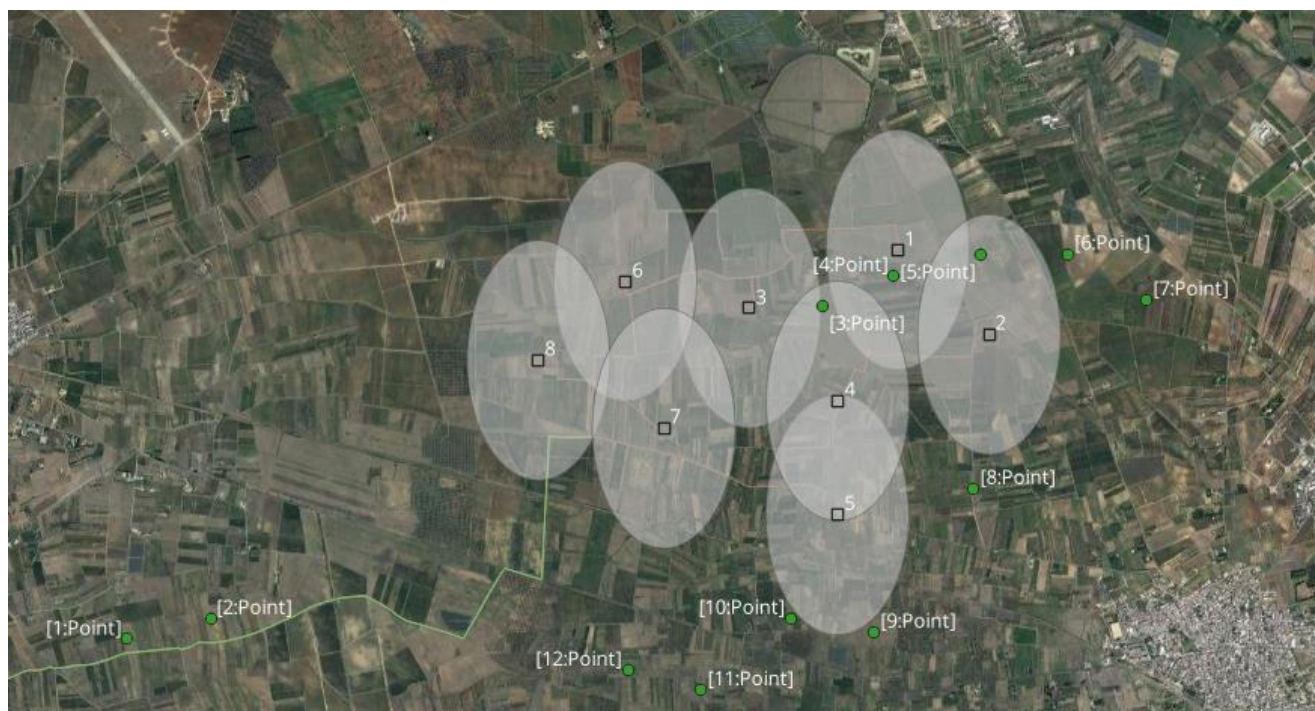 1
[6:Point]
[4:Point]
[5:Point]
6
[7:Point]
3
[3:Point]
2
8
4
7
[8:Point]
5
[2:Point]
[10:Point]
[1:Point]
[9:Point]
[12:Point]
[11:Point]